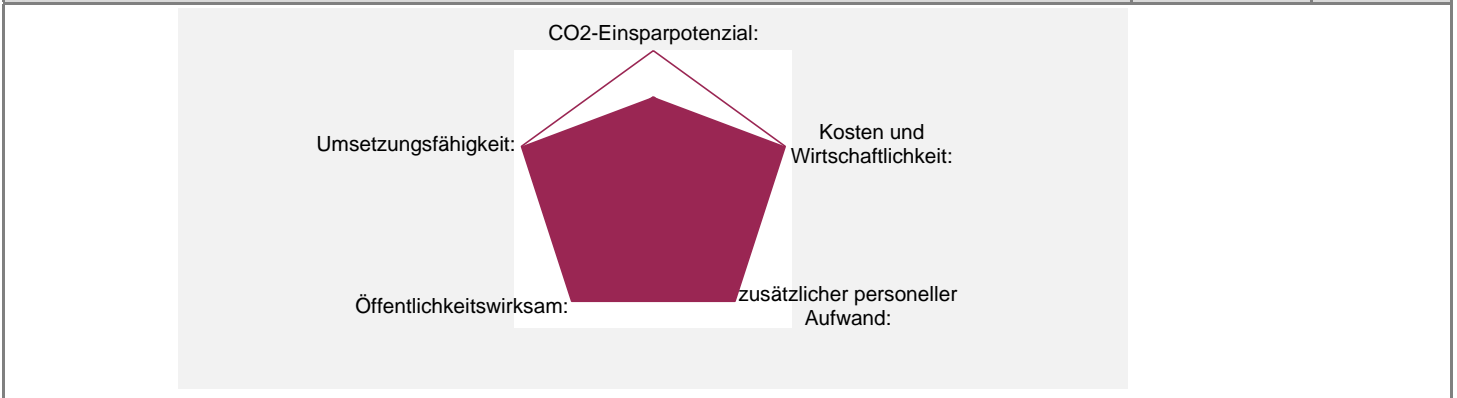 CO2-Einsparpotenzial:
Kosten und
Wirtschaftlichkeit:
Umsetzungsfähigkeit:
zusätzlicher personeller
Aufwand:
Öffentlichkeitswirksam: